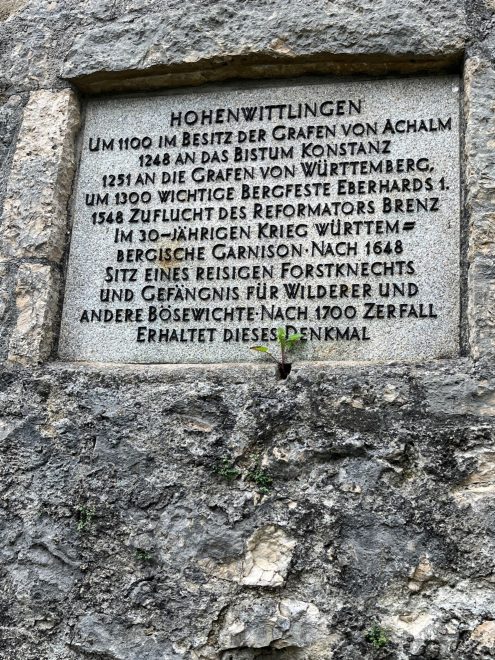 HOHENWITTLINGEN
UM 1100 IM BESITZ DER GRAFEN VON ACHALM
1248 AN DAS BISTUM KONSTANZ
1251 AN DIE GRAFEN VON WÜRTTEMBERG,
UM 1300 WICHTIGE BERGFESTE EBERHARDS 1.
1548 ZUFLUCHT DES REFORMATORS BRENZ
IM 30-JÄHRIGEN KRIEG WÜRTTEM=
BERGISCHE GARNISON·NACH 1648
SITZ EINES REISIGEN FORSTKNECHTS
UND GEFÄNGNIS FÜR WILDERER UND
ANDERE BÖSEWICHTE·NACH 1700 ZERFALL
ERHALTET DIESES DENKMAL